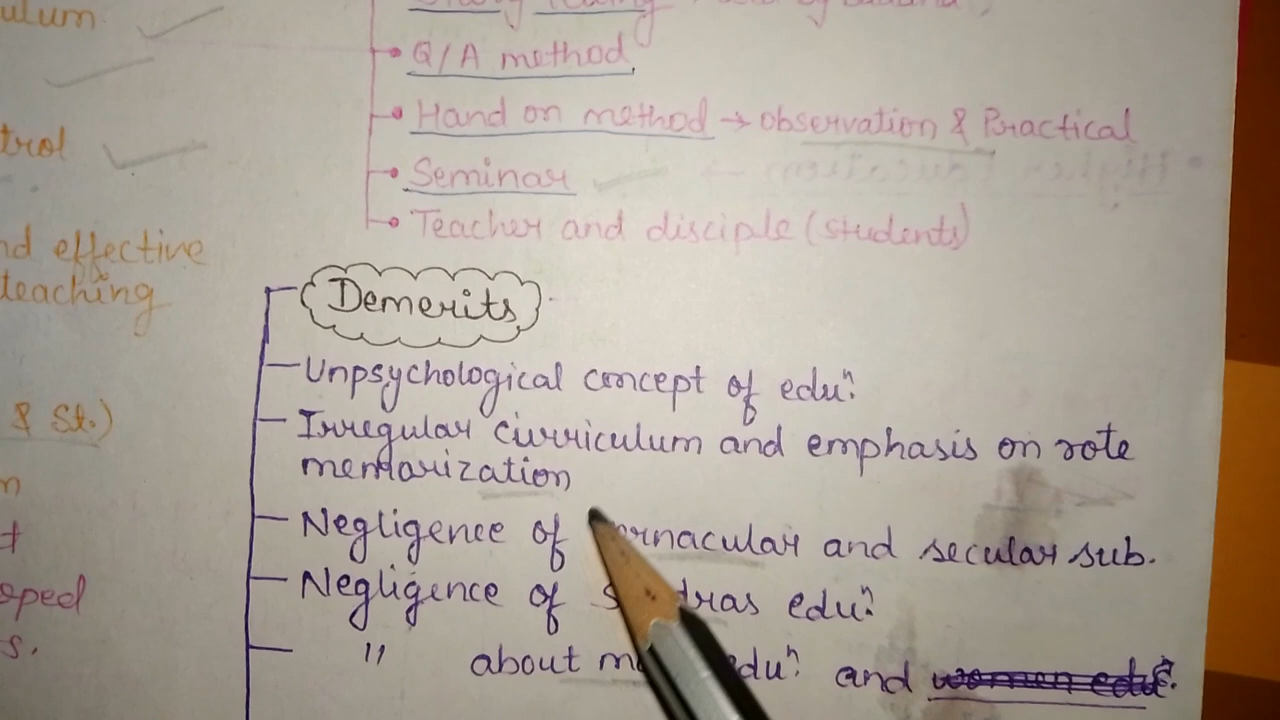 ulum
Q/A method
Hand on method → observation & Practical
trol
Seminar
Teacher and disciple (students)
nd effective
teaching
Demerits
Unpsychological concept of eduⁿ:
Irregular curriculum and emphasis on rote
memorization
& St.)
Negligence of and secular sub.
Negligence of eduⁿ:
oped
s.
" about eduⁿ: and